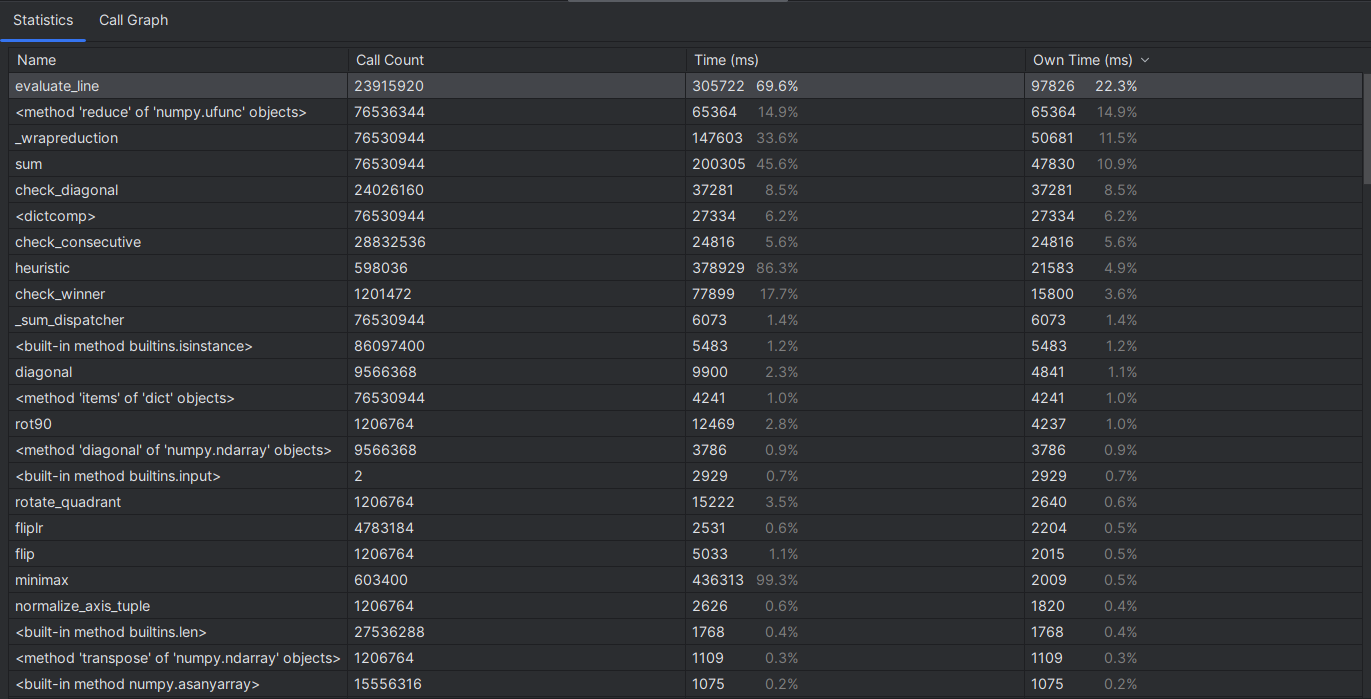 Statistics Call Graph
Name Call Count Time (ms) Own Time (ms)
evaluate_line 23915920 305722 69.6% 97826 22.3%
<method 'reduce' of 'numpy.ufunc' objects> 76536344 65364 14.9% 65364 14.9%
_wrapreduction 76530944 147603 33.6% 50681 11.5%
sum 76530944 200305 45.6% 47830 10.9%
check_diagonal 24026160 37281 8.5% 37281 8.5%
<dictcomp> 76530944 27334 6.2% 27334 6.2%
check_consecutive 28832536 24816 5.6% 24816 5.6%
heuristic 598036 378929 86.3% 21583 4.9%
check_winner 1201472 77899 17.7% 15800 3.6%
_sum_dispatcher 76530944 6073 1.4% 6073 1.4%
<built-in method builtins.isinstance> 86097400 5483 1.2% 5483 1.2%
diagonal 9566368 9900 2.3% 4841 1.1%
<method 'items' of 'dict' objects> 76530944 4241 1.0% 4241 1.0%
rot90 1206764 12469 2.8% 4237 1.0%
<method 'diagonal' of 'numpy.ndarray' objects> 9566368 3786 0.9% 3786 0.9%
<built-in method builtins.input> 2 2929 0.7% 2929 0.7%
rotate_quadrant 1206764 15222 3.5% 2640 0.6%
fliplr 4783184 2531 0.6% 2204 0.5%
flip 1206764 5033 1.1% 2015 0.5%
minimax 603400 436313 99.3% 2009 0.5%
normalize_axis_tuple 1206764 2626 0.6% 1820 0.4%
<built-in method builtins.len> 27536288 1768 0.4% 1768 0.4%
<method 'transpose' of 'numpy.ndarray' objects> 1206764 1109 0.3% 1109 0.3%
<built-in method numpy.asanyarray> 15556316 1075 0.2% 1075 0.2%